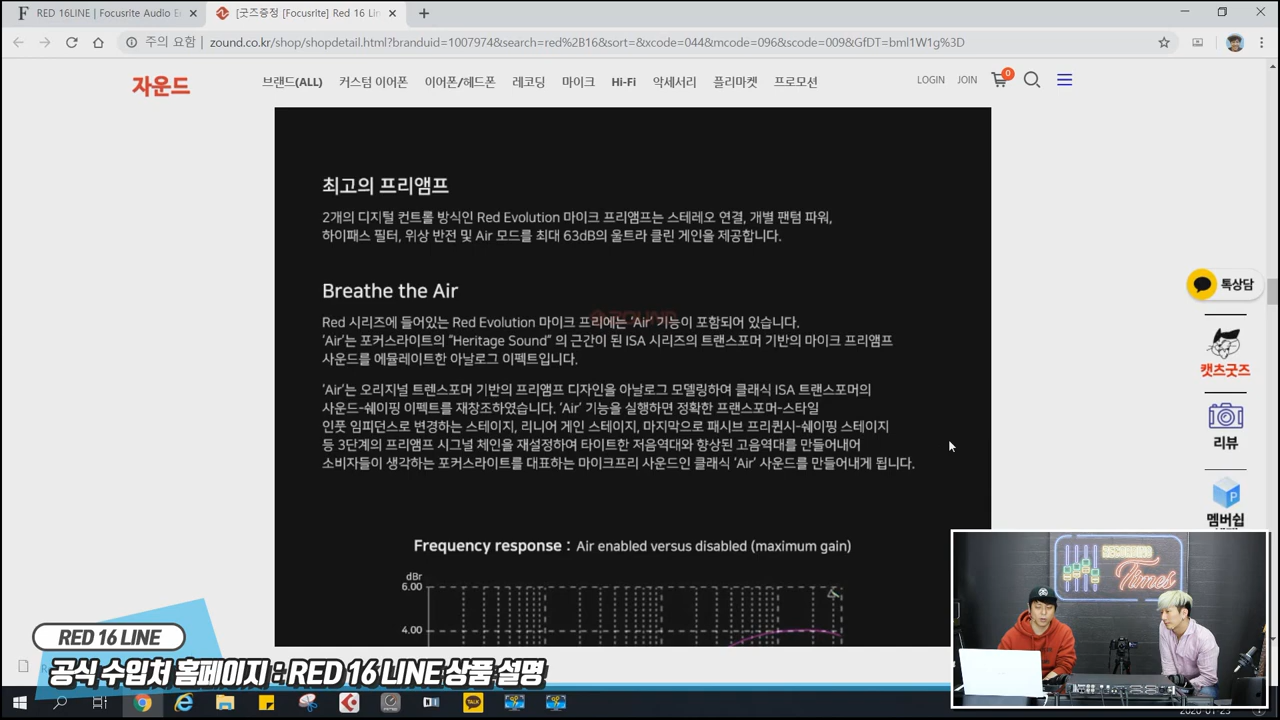 RED 16LINE | Focusrite Audio E
[굿즈증정 [Focusrite] Red 16 Lin
주의 요함
zound.co.kr/shop/shopdetail.html?branduid=1007974&search=red%2B16&sort=&xcode=044&mcode=096&scode=009&GfDT=bml1W1g%3D
자운드
브랜드(ALL) 커스텀 이어폰 이어폰/헤드폰 레코딩 마이크 Hi-Fi 악세서리 플리마켓 프로모션
LOGIN JOIN 0
최고의 프리앰프
2개의 디지털 컨트롤 방식인 Red Evolution 마이크 프리앰프는 스테레오 연결, 개별 팬텀 파워,
하이패스 필터, 위상 반전 및 Air 모드를 최대 63dB의 울트라 클린 게인을 제공합니다.
Breathe the Air
Red 시리즈에 들어있는 Red Evolution 마이크 프리에는 ‘Air’ 기능이 포함되어 있습니다.
‘Air’는 포커스라이트의 “Heritage Sound” 의 근간이 된 ISA 시리즈의 트랜스포머 기반의 마이크 프리앰프
사운드를 에뮬레이트한 아날로그 이펙트입니다.
‘Air’는 오리지널 트렌스포머 기반의 프리앰프 디자인을 아날로그 모델링하여 클래식 ISA 트랜스포머의
사운드-쉐이핑 이펙트를 재창조하였습니다. ‘Air’ 기능을 실행하면 정확한 프랜스포머-스타일
인풋 임피던스로 변경하는 스테이지, 리니어 게인 스테이지, 마지막으로 패시브 프리퀀시-쉐이핑 스테이지
등 3단계의 프리앰프 시그널 체인을 재설정하여 타이트한 저음역대와 향상된 고음역대를 만들어내어
소비자들이 생각하는 포커스라이트를 대표하는 마이크프리 사운드인 클래식 ‘Air’ 사운드를 만들어내게 됩니다.
Frequency response : Air enabled versus disabled (maximum gain)
dBr
6.00
4.00
톡상담
캣츠굿즈
리뷰
멤버쉽
Times
RED 16 LINE
공식 수입처 홈페이지 : RED 16 LINE 상품 설명
TALK